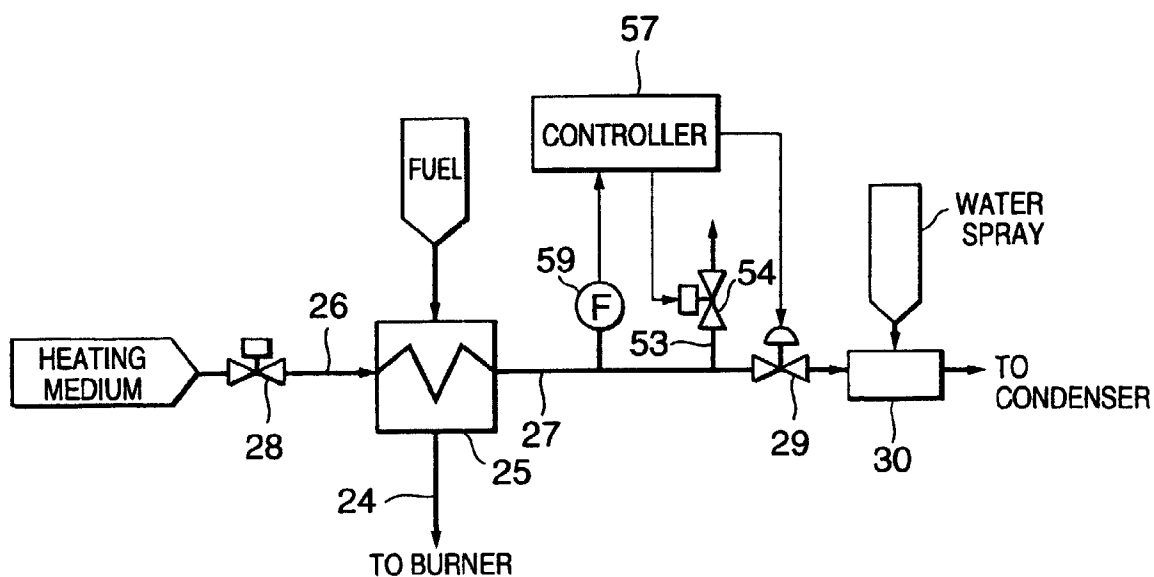 57
CONTROLLER
FUEL
WATER
SPRAY
59
F
54
26
53
HEATING
MEDIUM
TO
CONDENSER
28
25
27
29
30
24
TO BURNER